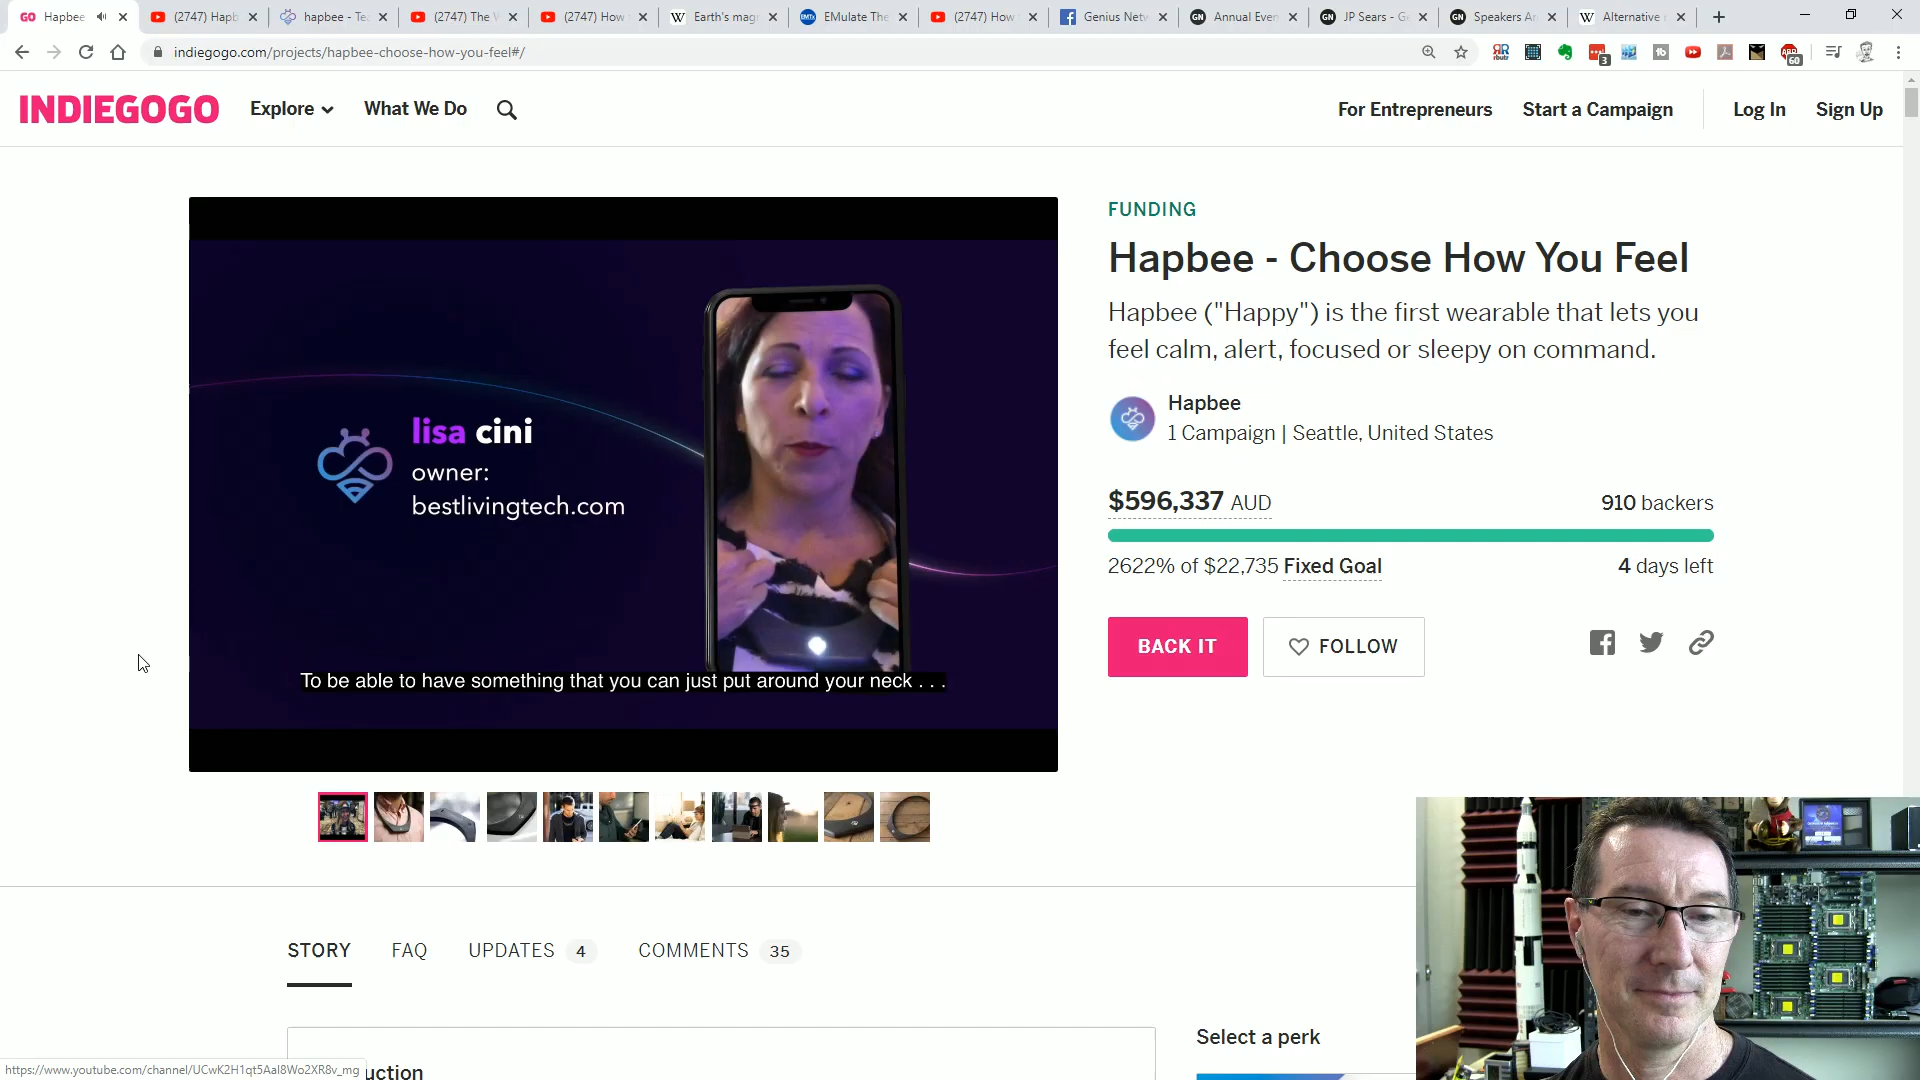 Hapbee
(2747) Hapb
hapbee - Tea
(2747) The V
(2747) How
Earth's mag
EMulate The
(2747) How
Genius Netw
Annual Even
JP Sears - Ge
Speakers Ar
Alternative
indiegogo.com/projects/hapbee-choose-how-you-feel#/
INDIEGOGO
Explore
What We Do
For Entrepreneurs
Start a Campaign
Log In
Sign Up
FUNDING
Hapbee - Choose How You Feel
Hapbee ("Happy") is the first wearable that lets you
feel calm, alert, focused or sleepy on command.
Hapbee
1 Campaign | Seattle, United States
$596,337 AUD
910 backers
2622% of $22,735 Fixed Goal
4 days left
BACK IT
FOLLOW
lisa cini
owner:
bestlivingtech.com
To be able to have something that you can just put around your neck . . .
STORY
FAQ
UPDATES 4
COMMENTS 35
Select a perk
uction
https://www.youtube.com/channel/UCwK2H1qt5Aal8Wo2XR8v_mg